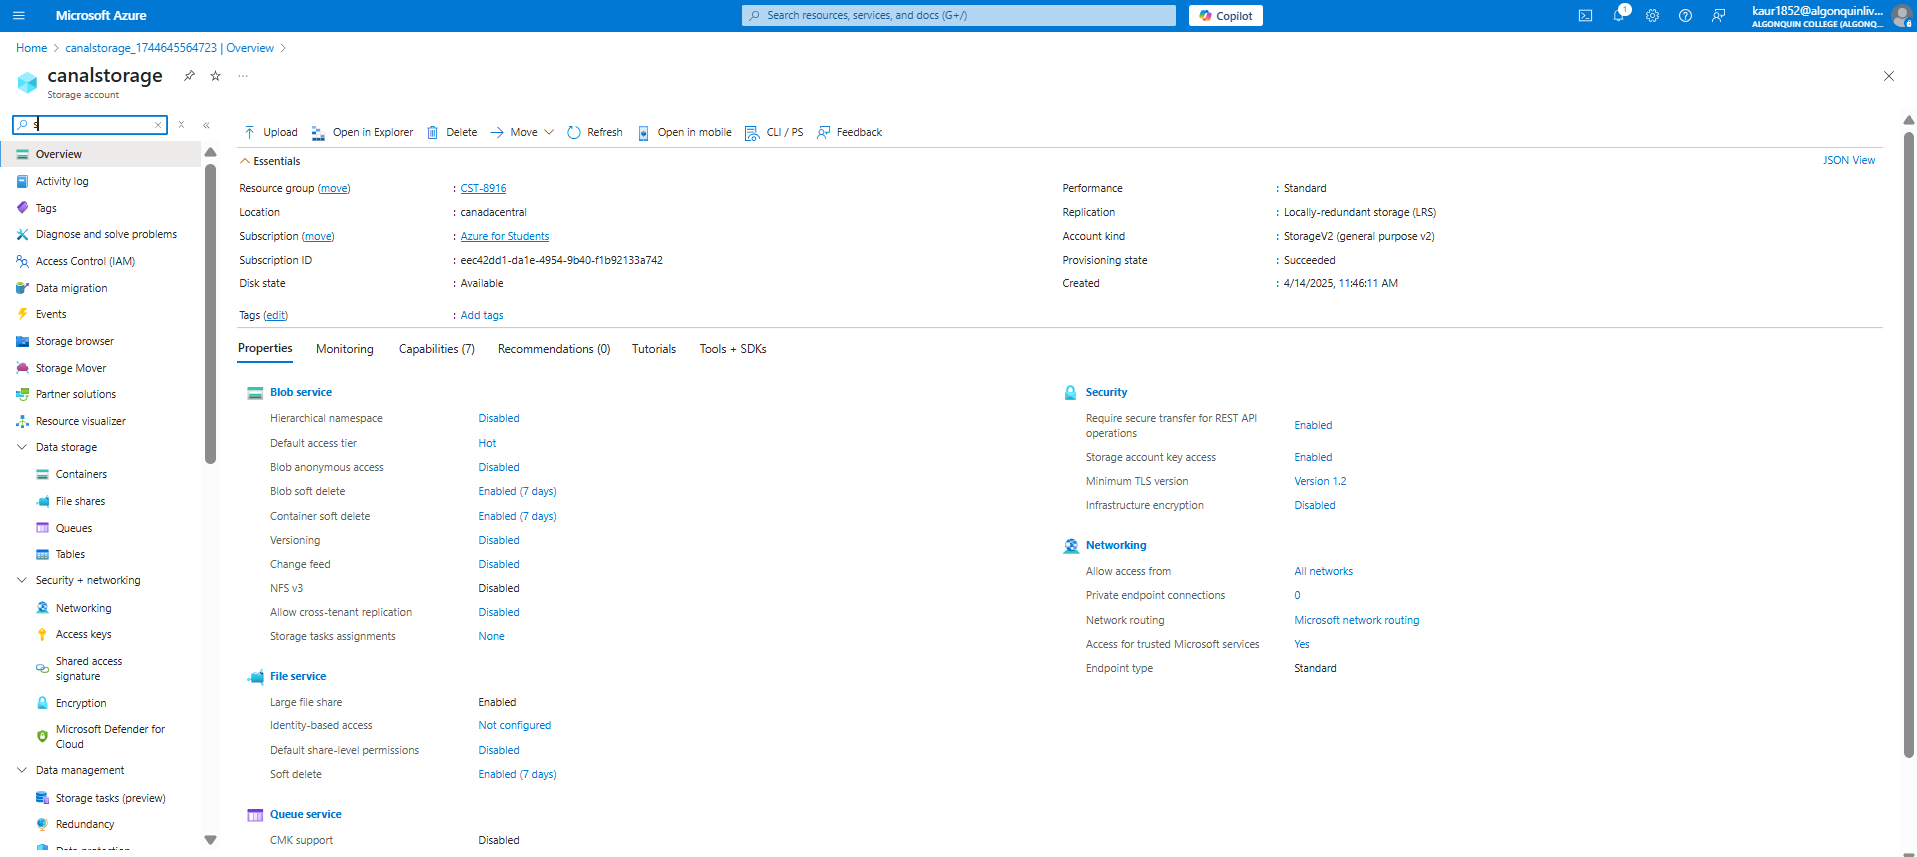 Microsoft Azure
Search resources, services, and docs (G+/)
Copilot
1
kaur1852@algonquinliv...
ALGONQUIN COLLEGE (ALGONQ...
Home > canalstorage_1744645564723 | Overview >
canalstorage
Storage account
s
Upload Open in Explorer Delete Move Refresh Open in mobile CLI / PS Feedback
Overview
Activity log
Tags
Diagnose and solve problems
Access Control (IAM)
Data migration
Events
Storage browser
Storage Mover
Partner solutions
Resource visualizer
Data storage
Containers
File shares
Queues
Tables
Security + networking
Networking
Access keys
Shared access
signature
Encryption
Microsoft Defender for
Cloud
Data management
Storage tasks (preview)
Redundancy
Data protection
Essentials
JSON View
Resource group (move) : CST-8916
Location : canadacentral
Subscription (move) : Azure for Students
Subscription ID : eec42dd1-da1e-4954-9b40-f1b92133a742
Disk state : Available
Tags (edit) : Add tags
Performance : Standard
Replication : Locally-redundant storage (LRS)
Account kind : StorageV2 (general purpose v2)
Provisioning state : Succeeded
Created : 4/14/2025, 11:46:11 AM
Properties Monitoring Capabilities (7) Recommendations (0) Tutorials Tools + SDKs
Blob service
Hierarchical namespace Disabled
Default access tier Hot
Blob anonymous access Disabled
Blob soft delete Enabled (7 days)
Container soft delete Enabled (7 days)
Versioning Disabled
Change feed Disabled
NFS v3 Disabled
Allow cross-tenant replication Disabled
Storage tasks assignments None
File service
Large file share Enabled
Identity-based access Not configured
Default share-level permissions Disabled
Soft delete Enabled (7 days)
Queue service
CMK support Disabled
Security
Require secure transfer for REST API
operations Enabled
Storage account key access Enabled
Minimum TLS version Version 1.2
Infrastructure encryption Disabled
Networking
Allow access from All networks
Private endpoint connections 0
Network routing Microsoft network routing
Access for trusted Microsoft services Yes
Endpoint type Standard